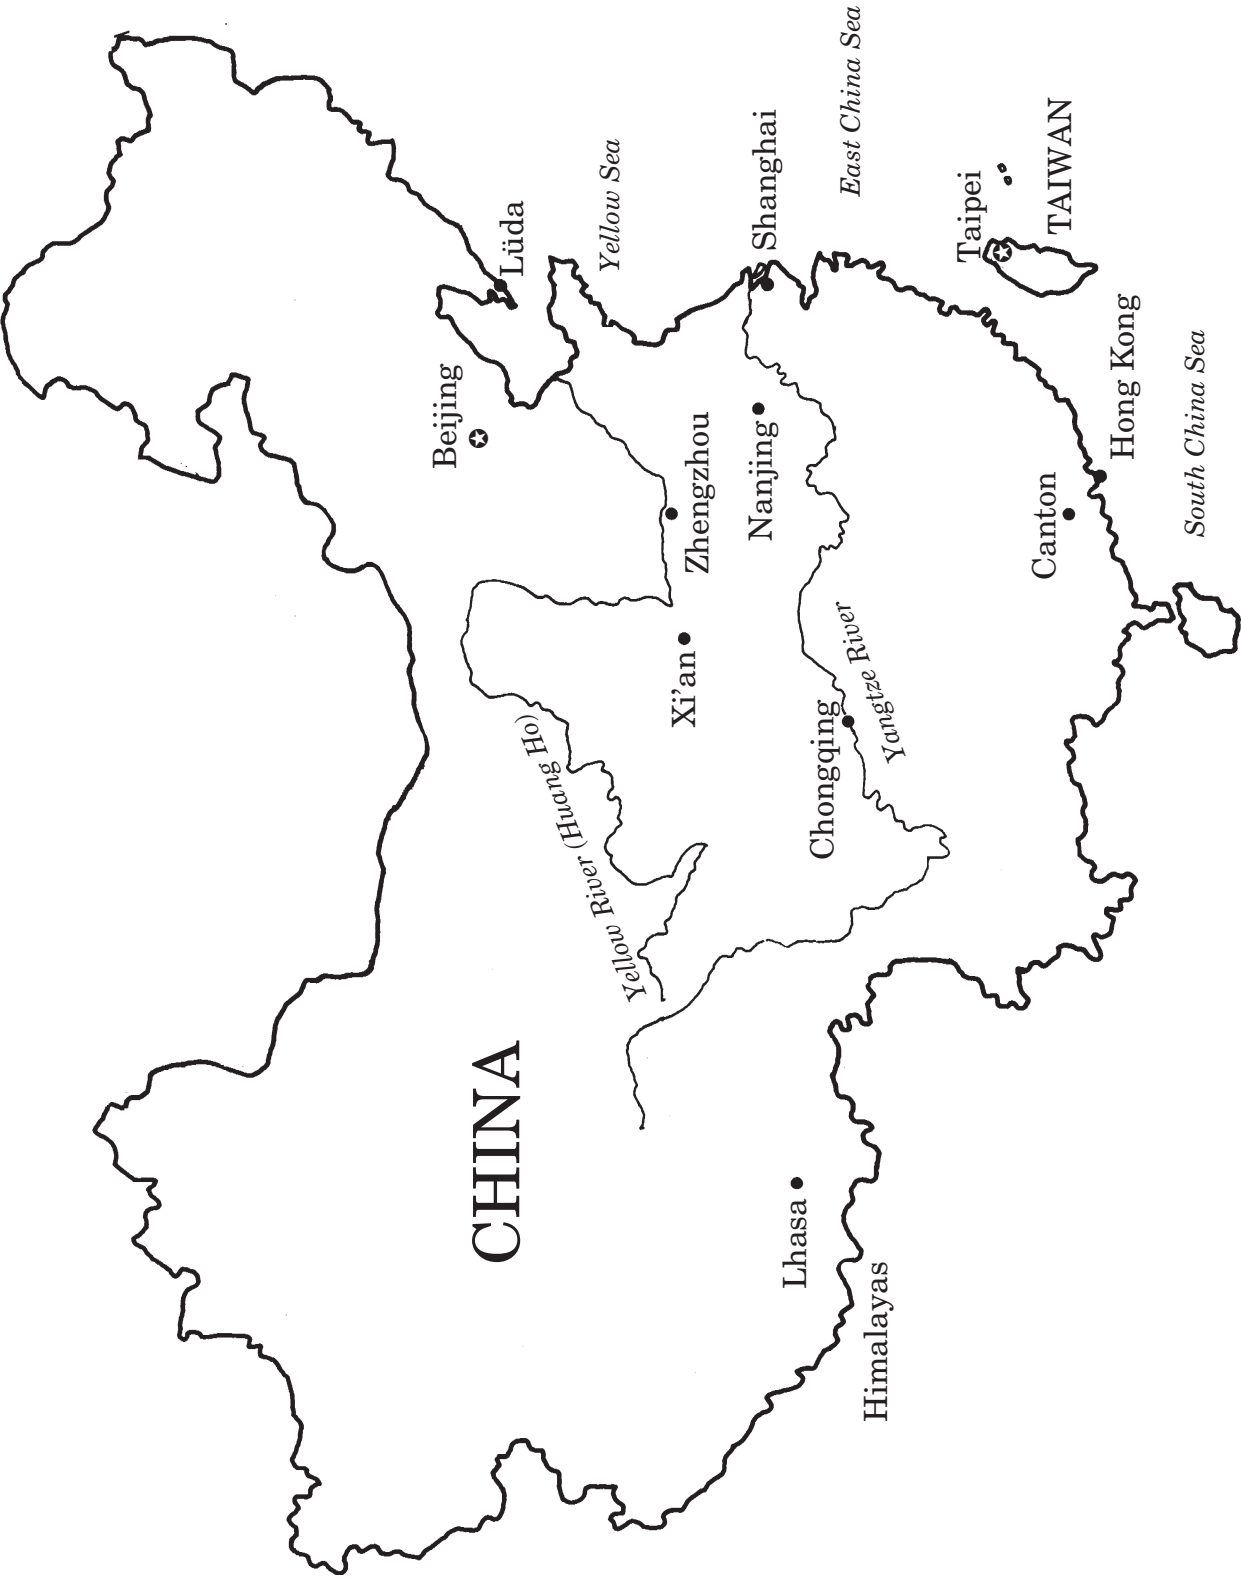 CHINA
Beijing
Lüda
Yellow River (Huang Ho)
Yellow Sea
Xi’an
Zhengzhou
Nanjing
Shanghai
Lhasa
Chongqing
Yangtze River
East China Sea
Himalayas
Taipei
TAIWAN
Canton
Hong Kong
South China Sea